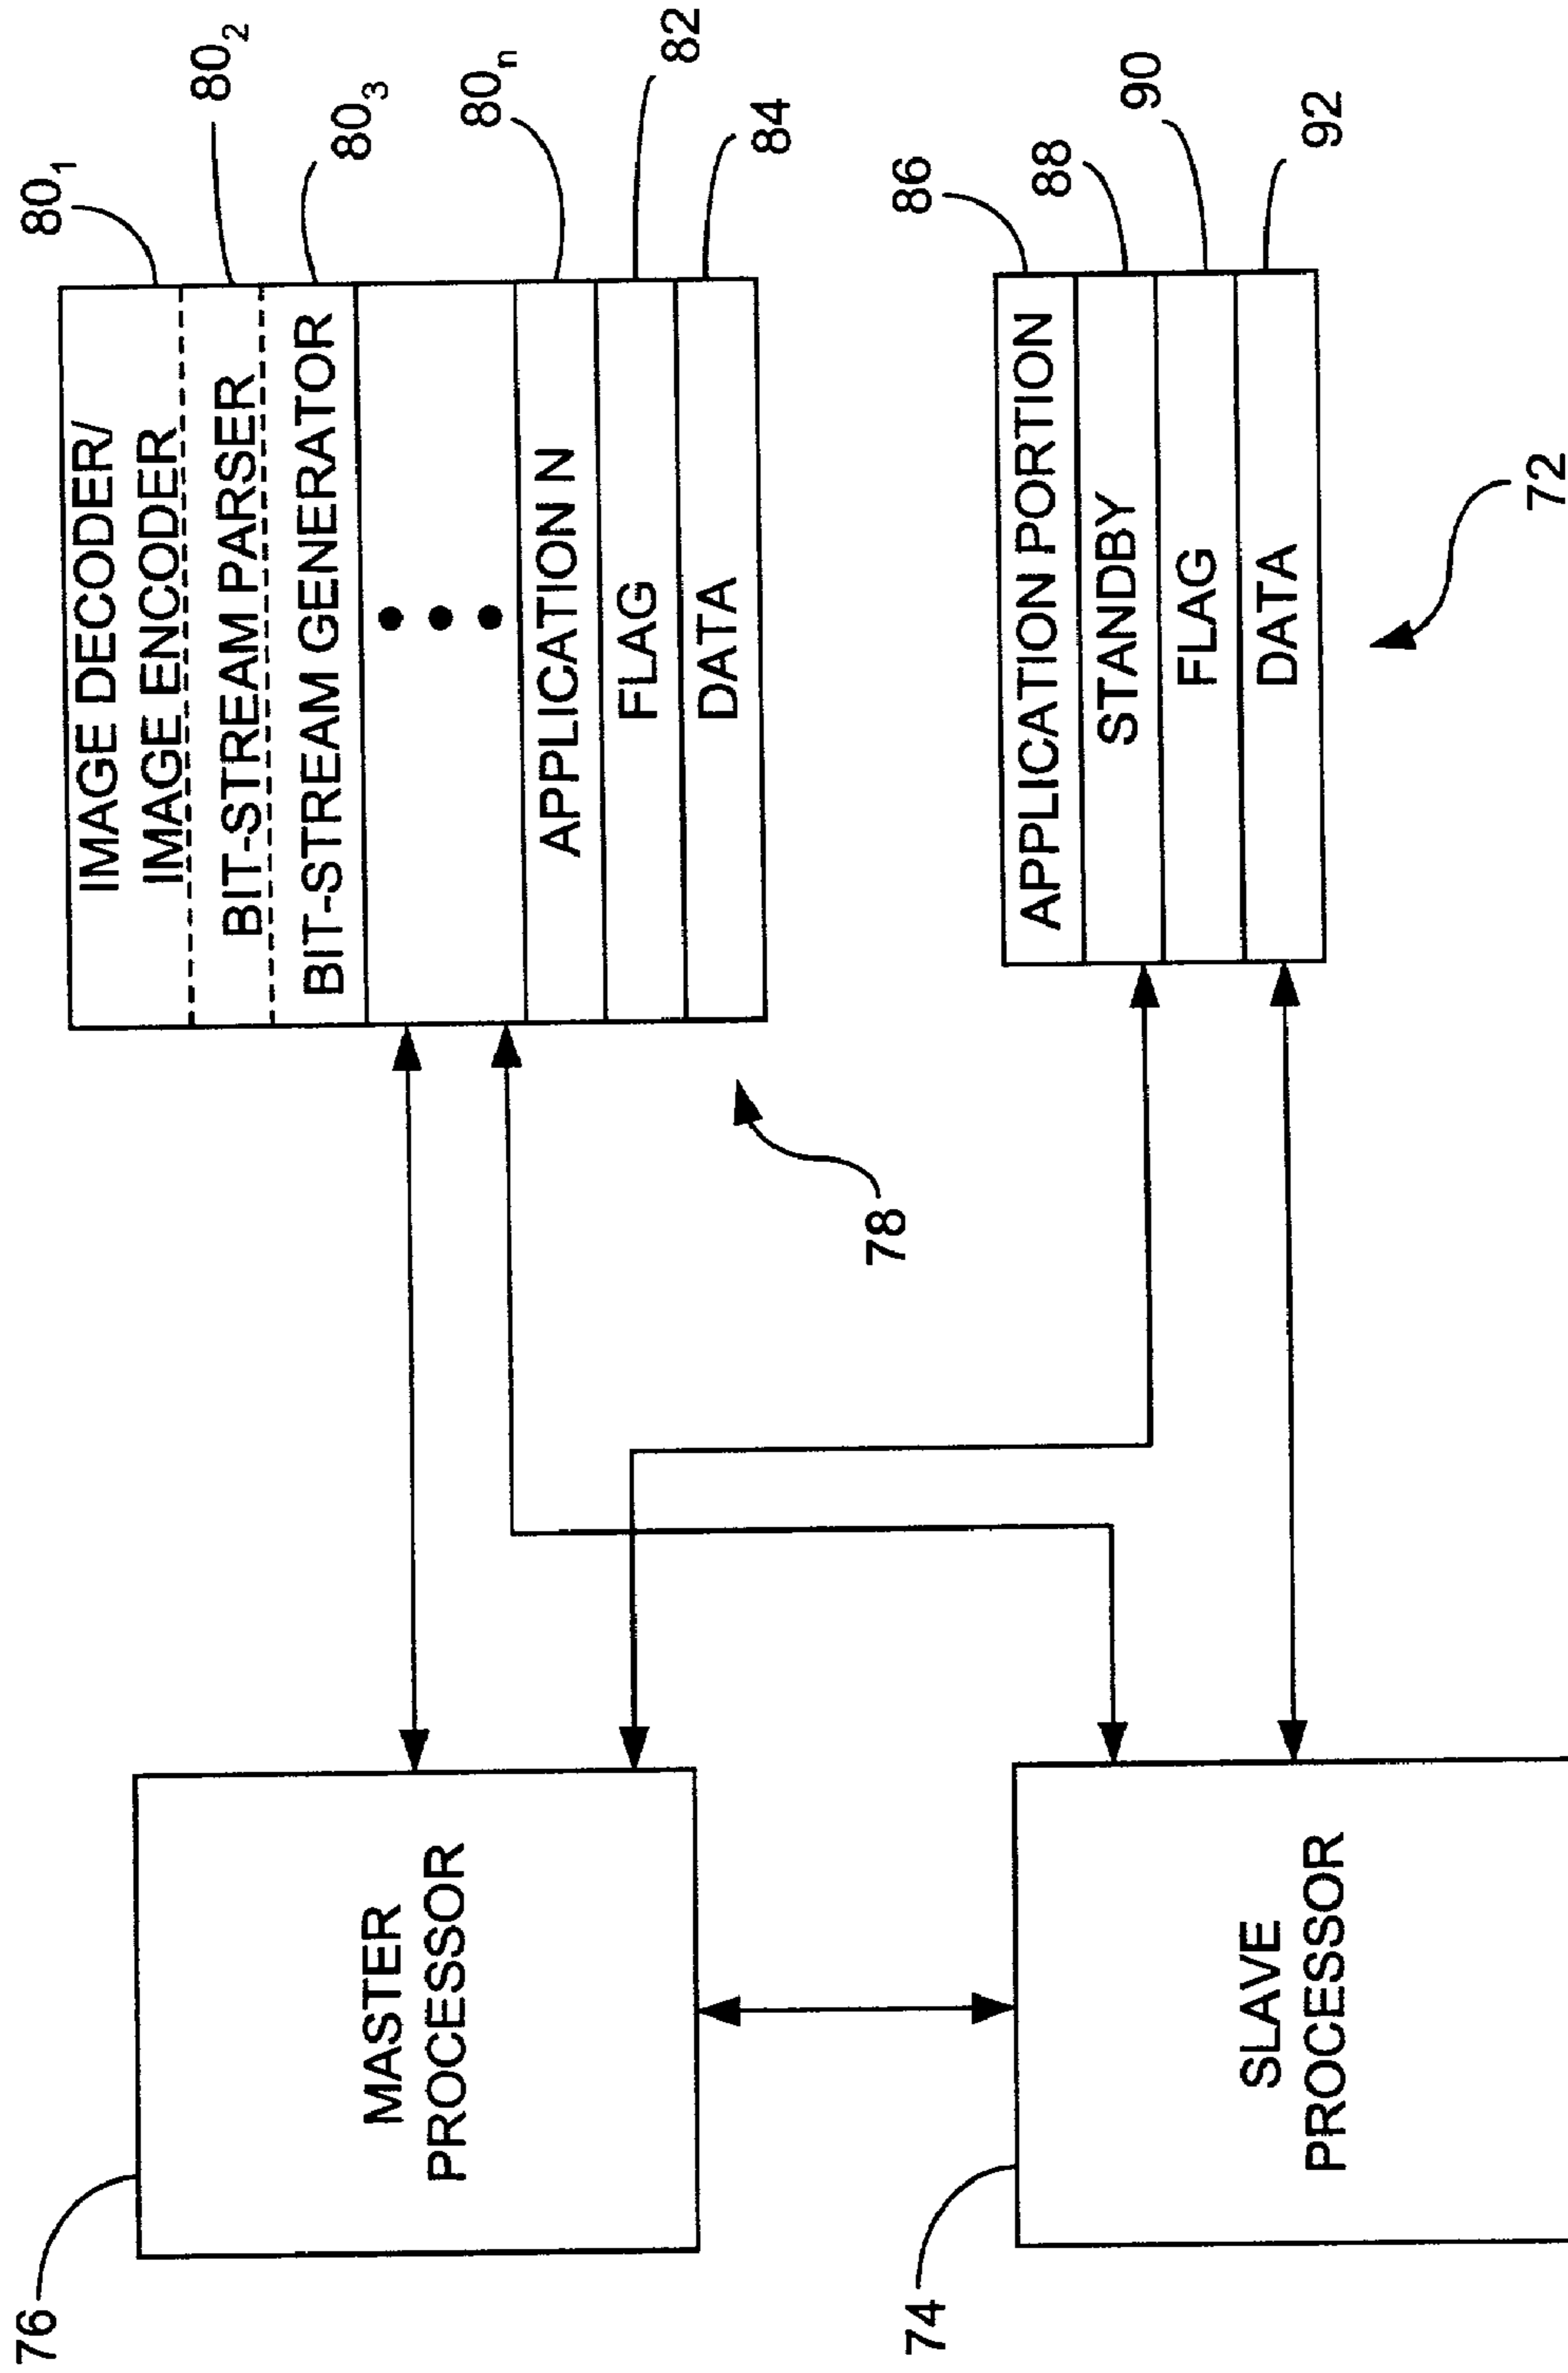 76
MASTER
PROCESSOR
74
SLAVE
PROCESSOR
78
IMAGE DECODER/
IMAGE ENCODER
BIT-STREAM PARSER
BIT-STREAM GENERATOR
APPLICATION N
FLAG
DATA
80₁
80₂
80₃
80ₙ
82
84
APPLICATION PORTION
STANDBY
FLAG
DATA
86
88
90
92
72